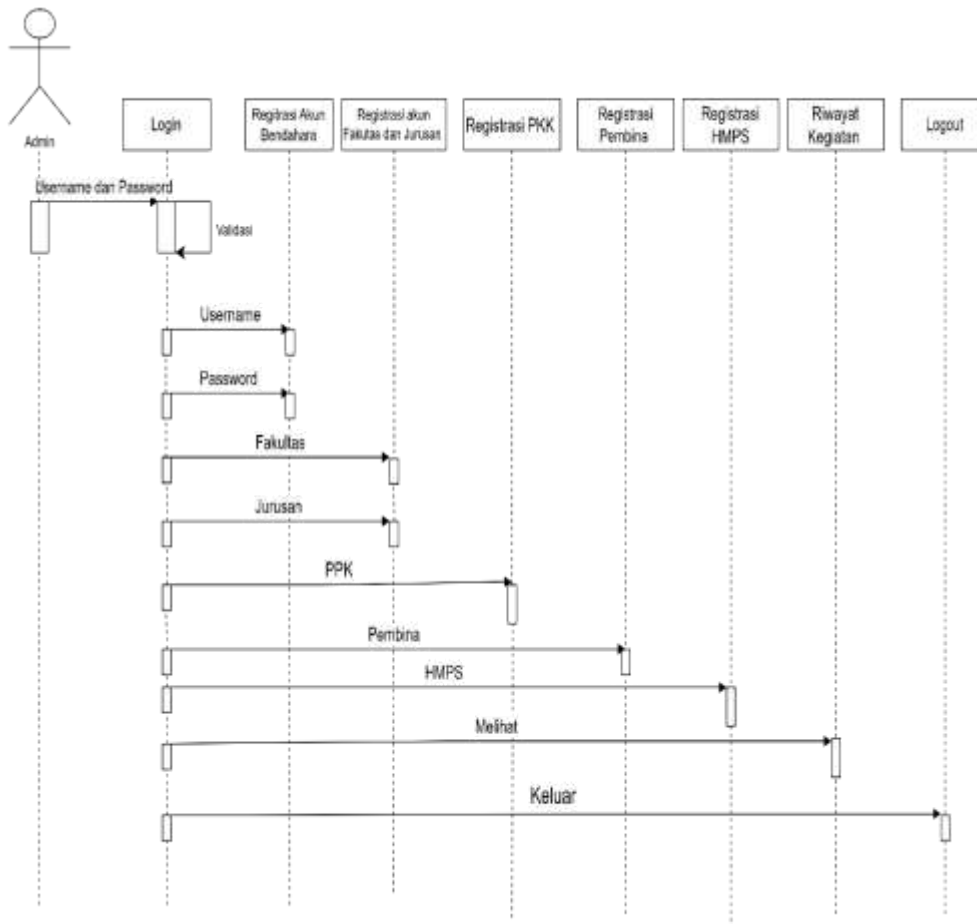 Admin
Login
Regitrasi Akun
Bendahara
Registrasi akun
Fakultas dan Jurusan
Registrasi PKK
Registrasi
Pembina
Registrasi
HMPS
Riwayat
Kegiatan
Logout
Username dan Password
Validasi
Username
Password
Fakultas
Jurusan
PPK
Pembina
HMPS
Melihat
Keluar